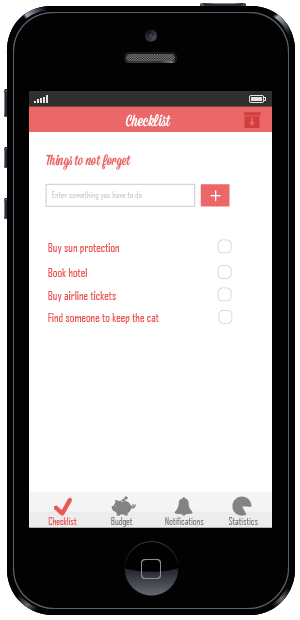 Checklist
Things to not forget
Enter something you have to do
+
Buy sun protection
Book hotel
Buy airline tickets
Find someone to keep the cat
Checklist Budget Notifications Statistics